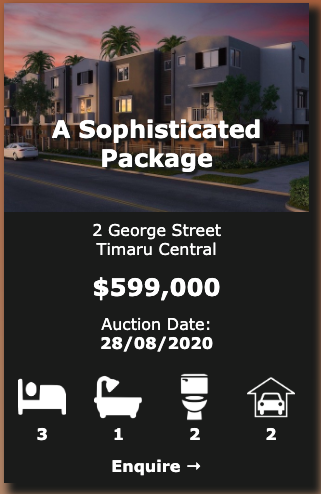 A Sophisticated
Package
2 George Street
Timaru Central
$599,000
Auction Date:
28/08/2020
3 1 2 2
Enquire →